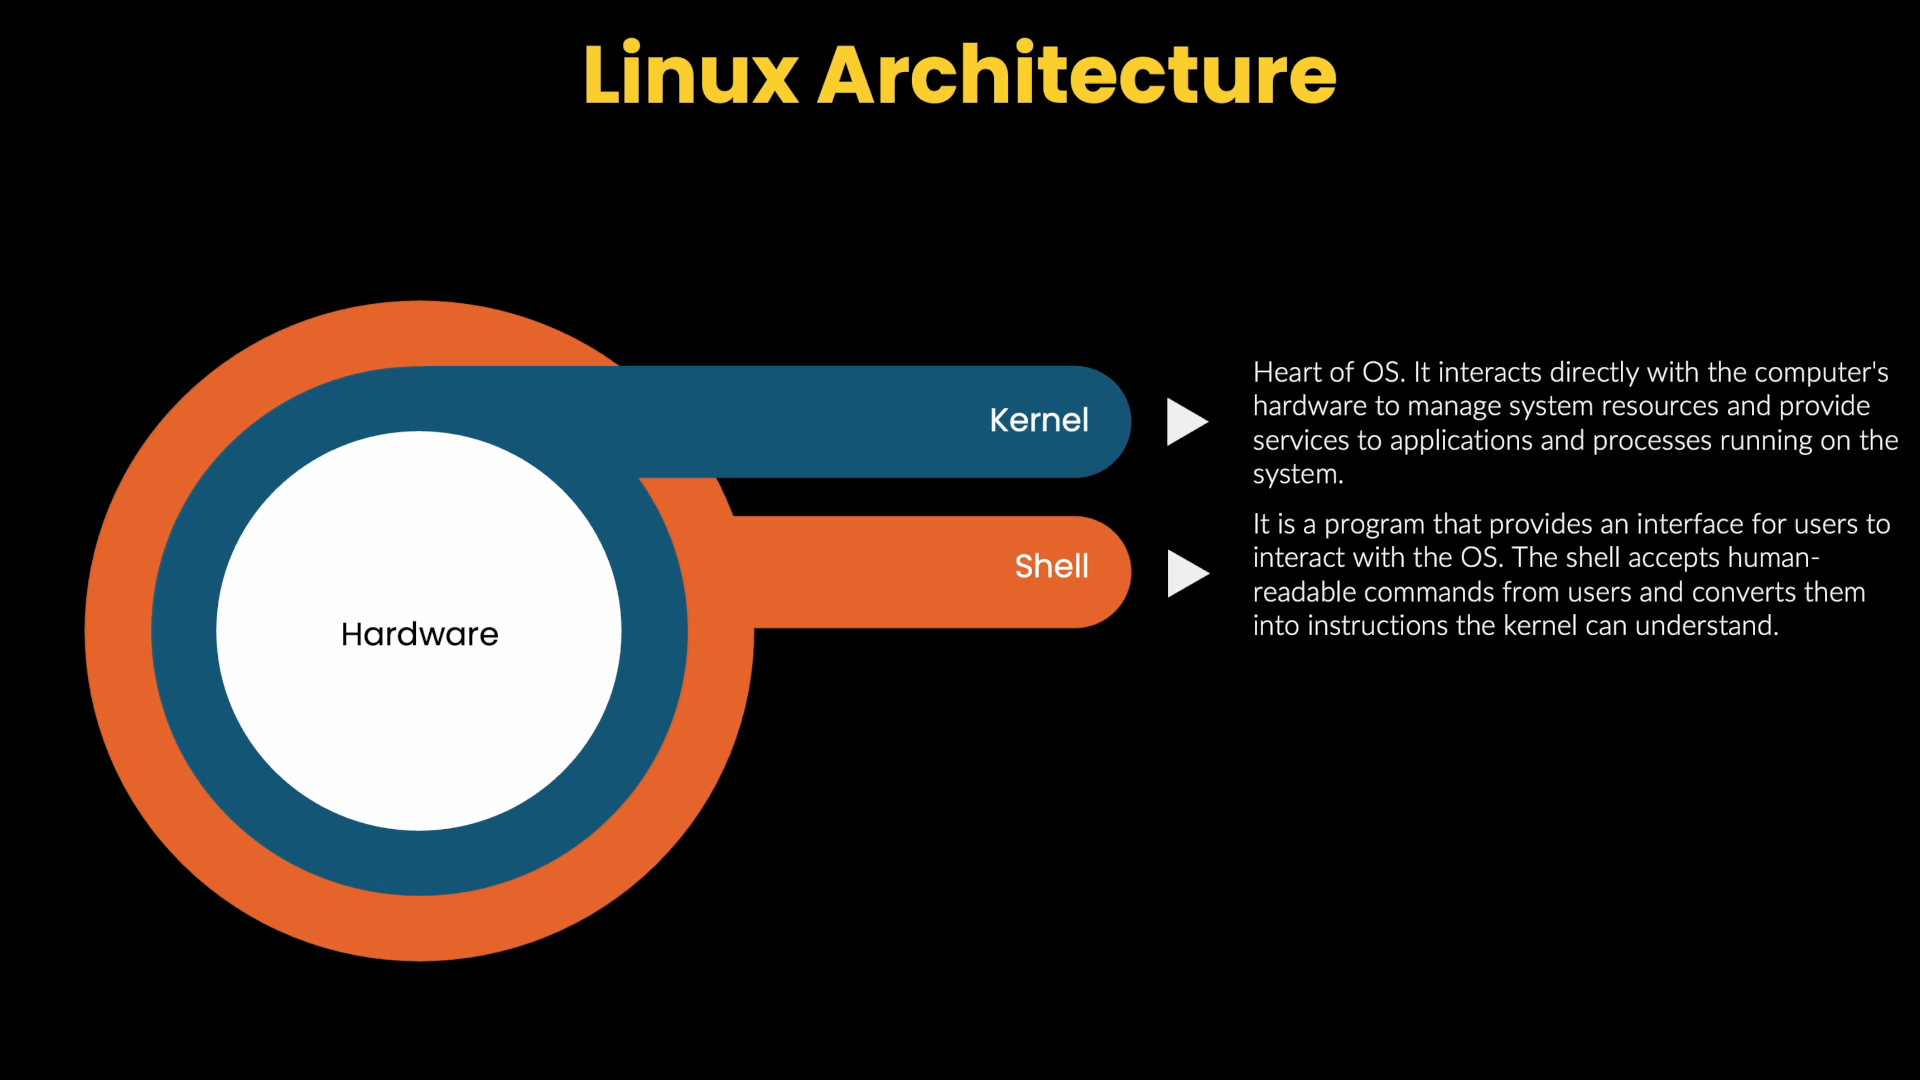 Linux Architecture
Kernel
Heart of OS. It interacts directly with the computer's
hardware to manage system resources and provide
services to applications and processes running on the
system.
Shell
It is a program that provides an interface for users to
interact with the OS. The shell accepts human-
readable commands from users and converts them
into instructions the kernel can understand.
Hardware